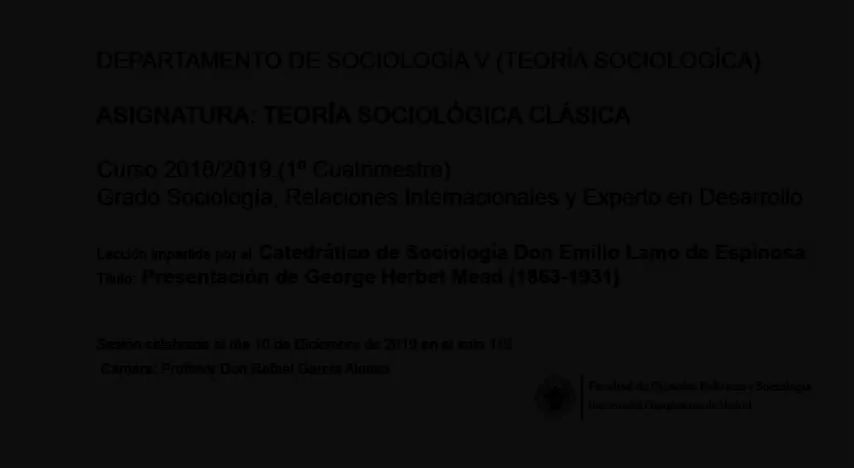 DEPARTAMENTO DE SOCIOLOGÍA V (TEORÍA SOCIOLOGÍCA)
ASIGNATURA: TEORÍA SOCIOLÓGICA CLÁSICA
Curso 2018/2019.(1º Cuatrimestre)
Grado Sociología, Relaciones Internacionales y Experto en Desarrollo
Lección impartida por el Catedrático de Sociología Don Emilio Lamo de Espinosa
Título: Presentación de George Herbet Mead (1863-1931)
Sesión celebrada el día 10 de Diciembre de 2019 en el aula
Cámara: Profesor Don Rafael García Alonso
Facultad de Ciencias Políticas y Sociología
Universidad Complutense de Madrid